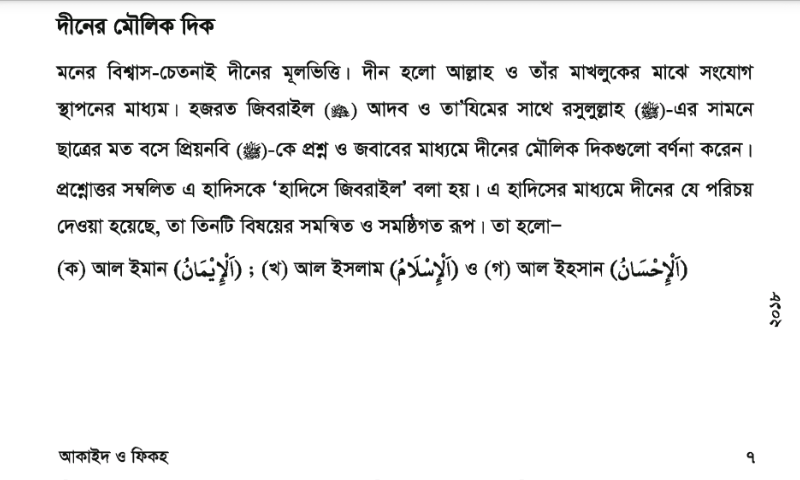 দীনের মৌলিক দিক
মনের বিশ্বাস-চেতনাই দীনের মূলভিত্তি। দীন হলো আল্লাহ ও তাঁর মাখলুকের মাঝে সংযোগ
স্থাপনের মাধ্যম। হজরত জিবরাইল (عليه السلام) আদব ও তা'যিমের সাথে রসুলুল্লাহ (ﷺ)-এর সামনে
ছাত্রের মত বসে প্রিয়নবি (ﷺ)-কে প্রশ্ন ও জবাবের মাধ্যমে দীনের মৌলিক দিকগুলো বর্ণনা করেন।
প্রশ্নোত্তর সম্বলিত এ হাদিসকে ‘হাদিসে জিবরাইল’ বলা হয়। এ হাদিসের মাধ্যমে দীনের যে পরিচয়
দেওয়া হয়েছে, তা তিনটি বিষয়ের সমন্বিত ও সমষ্ঠিগত রূপ। তা হলো–
(ক) আল ইমান (اَلْإِيْمَانُ) ; (খ) আল ইসলাম (اَلْإِسْلَامُ) ও (গ) আল ইহসান (اَلْإِحْسَانُ)
২০১৮
আকাইদ ও ফিকহ ৭